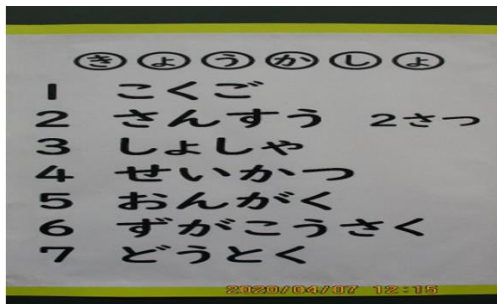 きょうかしょ
1 こくご
2 さんすう 2さつ
3 しょしゃ
4 せいかつ
5 おんがく
6 ずがこうさく
7 どうとく
2020/04/07 12:15